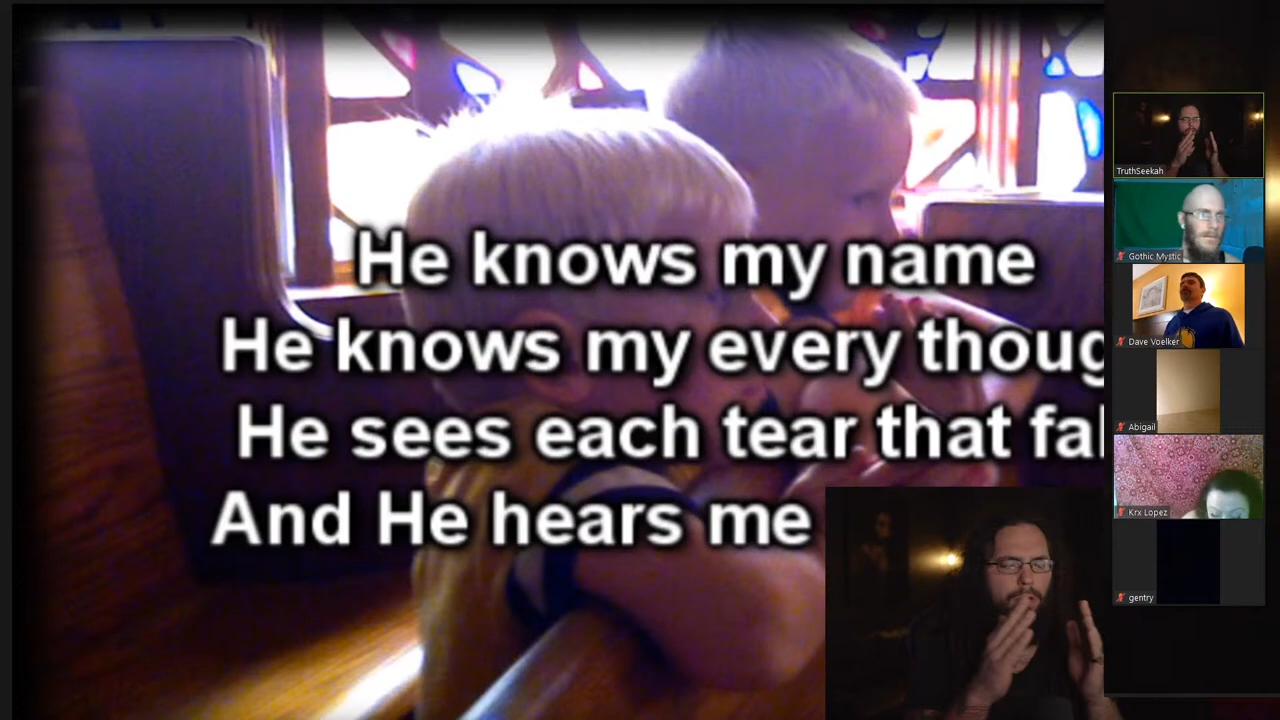 He knows my name
He knows my every thoug
He sees each tear that fal
And He hears me
TruthSeekah
Gothic Mystic
Dave Voelker
Abigail
Krx Lopez
gentry